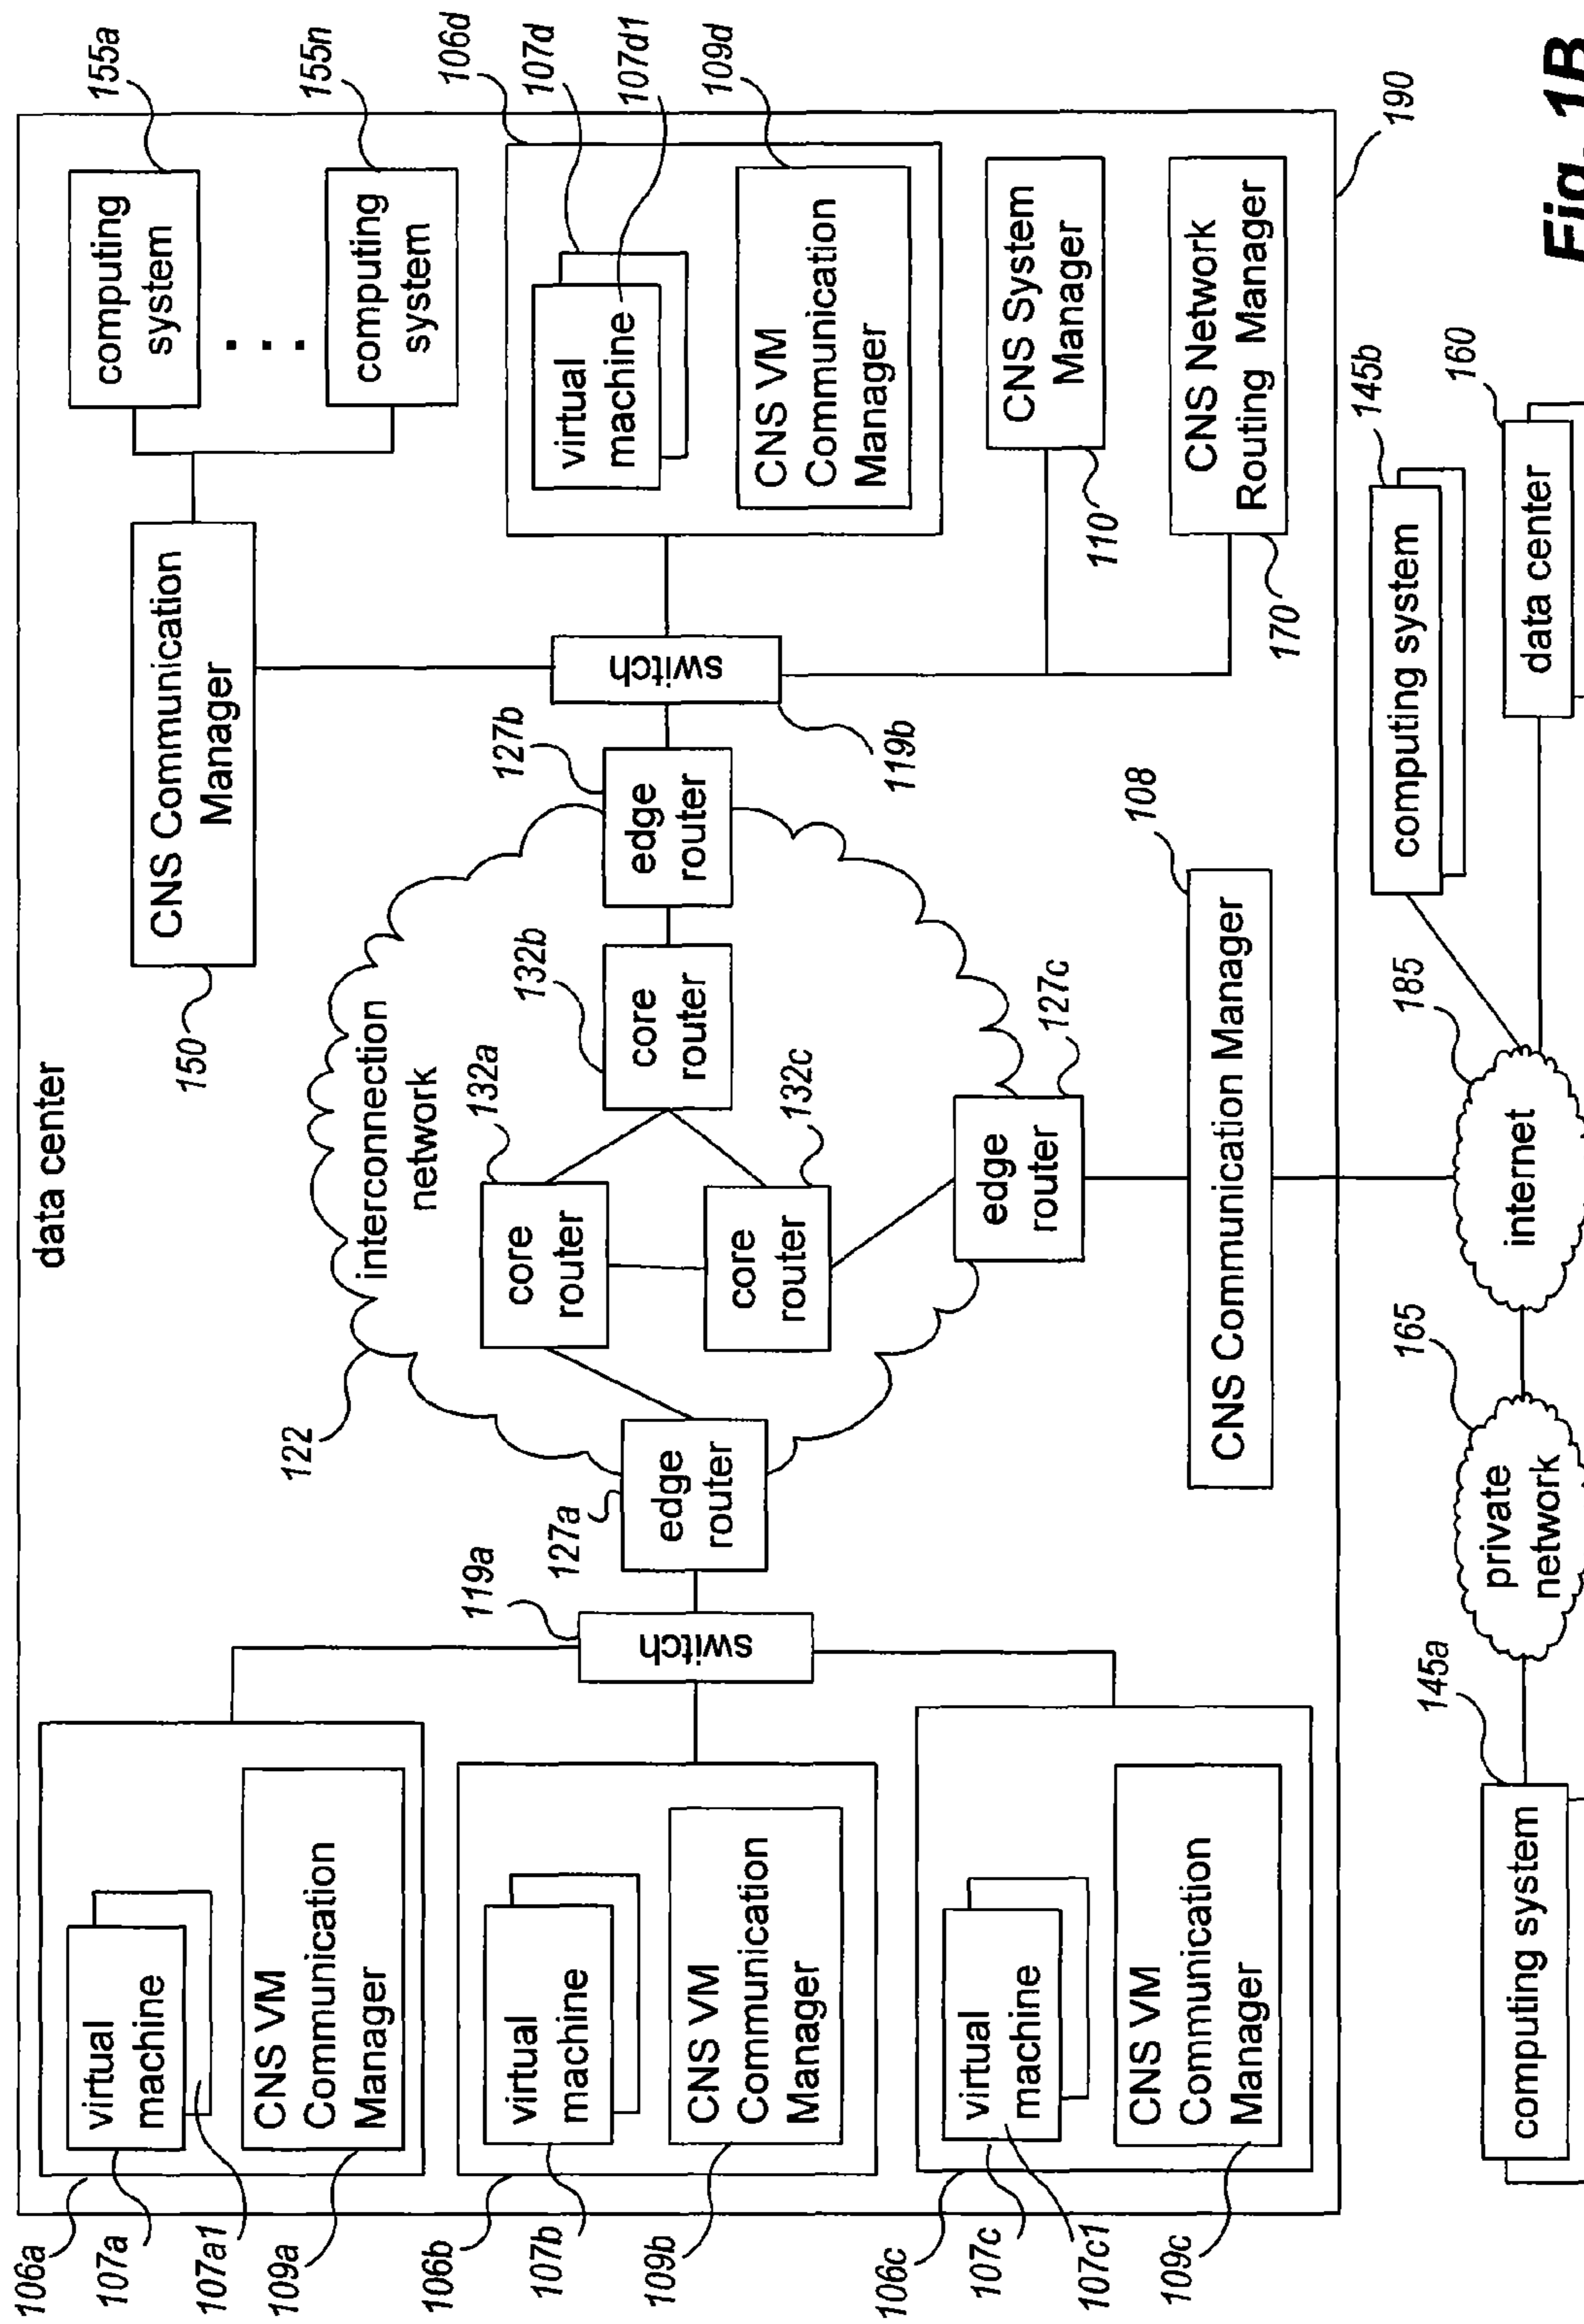 data center
106a
107a
107a1
109a
virtual
machine
CNS VM
Communication
Manager
106b
107b
109b
virtual
machine
CNS VM
Communication
Manager
106c
107c
107c1
109c
virtual
machine
CNS VM
Communication
Manager
119a
switch
127a
edge
router
122
interconnection
network
132a
core
router
132b
core
router
132c
core
router
127b
edge
router
127c
edge
router
150
CNS Communication
Manager
119b
switch
computing
system
155a
computing
system
155n
106d
107d
107d1
109d
virtual
machine
CNS VM
Communication
Manager
CNS System
Manager
110
CNS Network
Routing Manager
170
190
108
CNS Communication Manager
145a
computing system
165
private
network
185
internet
145b
computing system
160
data center
Fig. 1B